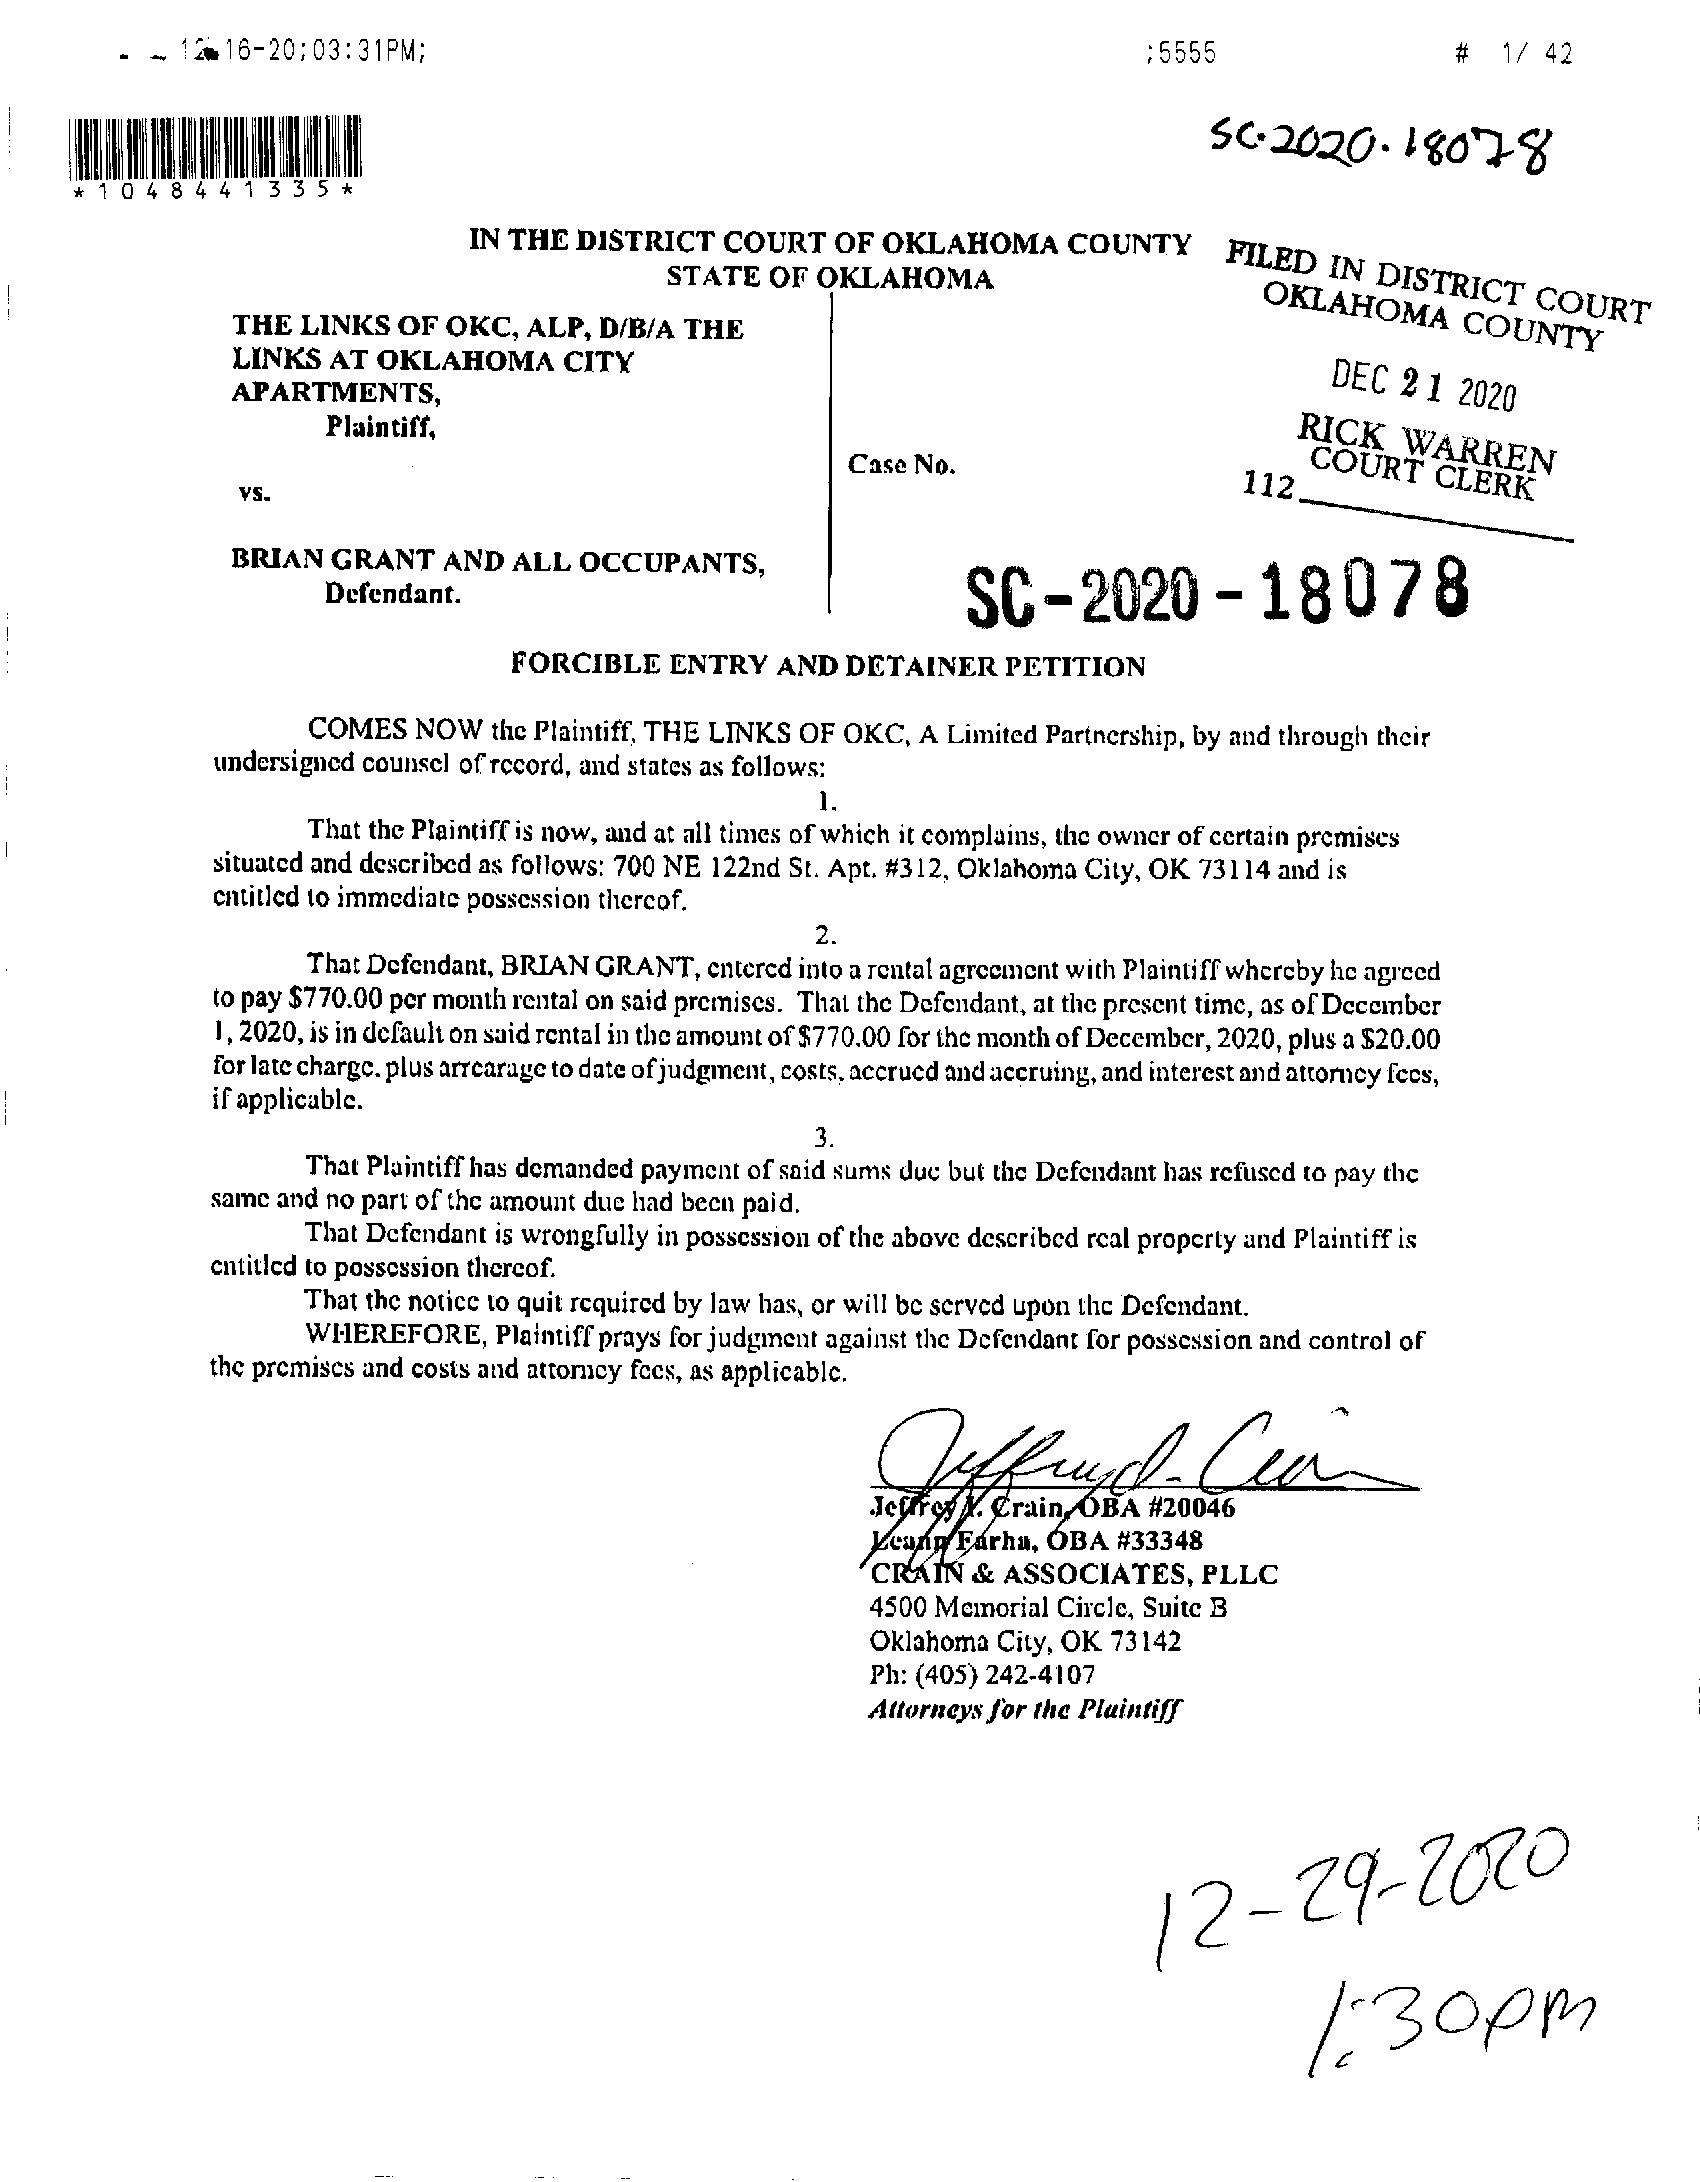 12-16-20;03:31PM; ;5555 # 1/ 42
*1048441335*
SC-2020-18078
IN THE DISTRICT COURT OF OKLAHOMA COUNTY
STATE OF OKLAHOMA
FILED IN DISTRICT COURT
OKLAHOMA COUNTY
DEC 21 2020
RICK WARREN
COURT CLERK
112
THE LINKS OF OKC, ALP, D/B/A THE
LINKS AT OKLAHOMA CITY
APARTMENTS,
Plaintiff,
Case No.
vs.
BRIAN GRANT AND ALL OCCUPANTS,
Defendant.
SC-2020-18078
FORCIBLE ENTRY AND DETAINER PETITION
COMES NOW the Plaintiff, THE LINKS OF OKC, A Limited Partnership, by and through their
undersigned counsel of record, and states as follows:
1.
That the Plaintiff is now, and at all times of which it complains, the owner of certain premises
situated and described as follows: 700 NE 122nd St. Apt. #312, Oklahoma City, OK 73114 and is
entitled to immediate possession thereof.
2.
That Defendant, BRIAN GRANT, entered into a rental agreement with Plaintiff whereby he agreed
to pay $770.00 per month rental on said premises. That the Defendant, at the present time, as of December
1, 2020, is in default on said rental in the amount of $770.00 for the month of December, 2020, plus a $20.00
for late charge. plus arrearage to date of judgment, costs, accrued and accruing, and interest and attorney fees,
if applicable.
3.
That Plaintiff has demanded payment of said sums due but the Defendant has refused to pay the
same and no part of the amount due had been paid.
That Defendant is wrongfully in possession of the above described real property and Plaintiff is
entitled to possession thereof.
That the notice to quit required by law has, or will be served upon the Defendant.
WHEREFORE, Plaintiff prays for judgment against the Defendant for possession and control of
the premises and costs and attorney fees, as applicable.
Jeffrey Crain, OBA #20046
Leann Farha, OBA #33348
CRAIN & ASSOCIATES, PLLC
4500 Memorial Circle, Suite B
Oklahoma City, OK 73142
Ph: (405) 242-4107
Attorneys for the Plaintiff
12-29-2020
1:30pm